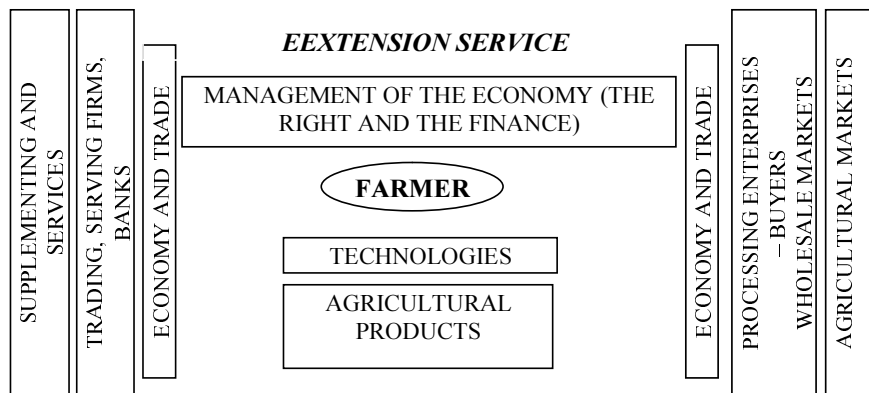 SUPPLEMENTING AND
SERVICES
TRADING, SERVING FIRMS,
BANKS
ECONOMY AND TRADE
EEXTENSION SERVICE
MANAGEMENT OF THE ECONOMY (THE
RIGHT AND THE FINANCE)
FARMER
TECHNOLOGIES
AGRICULTURAL
PRODUCTS
ECONOMY AND TRADE
PROCESSING ENTERPRISES
– BUYERS
WHOLESALE MARKETS
AGRICULTURAL MARKETS